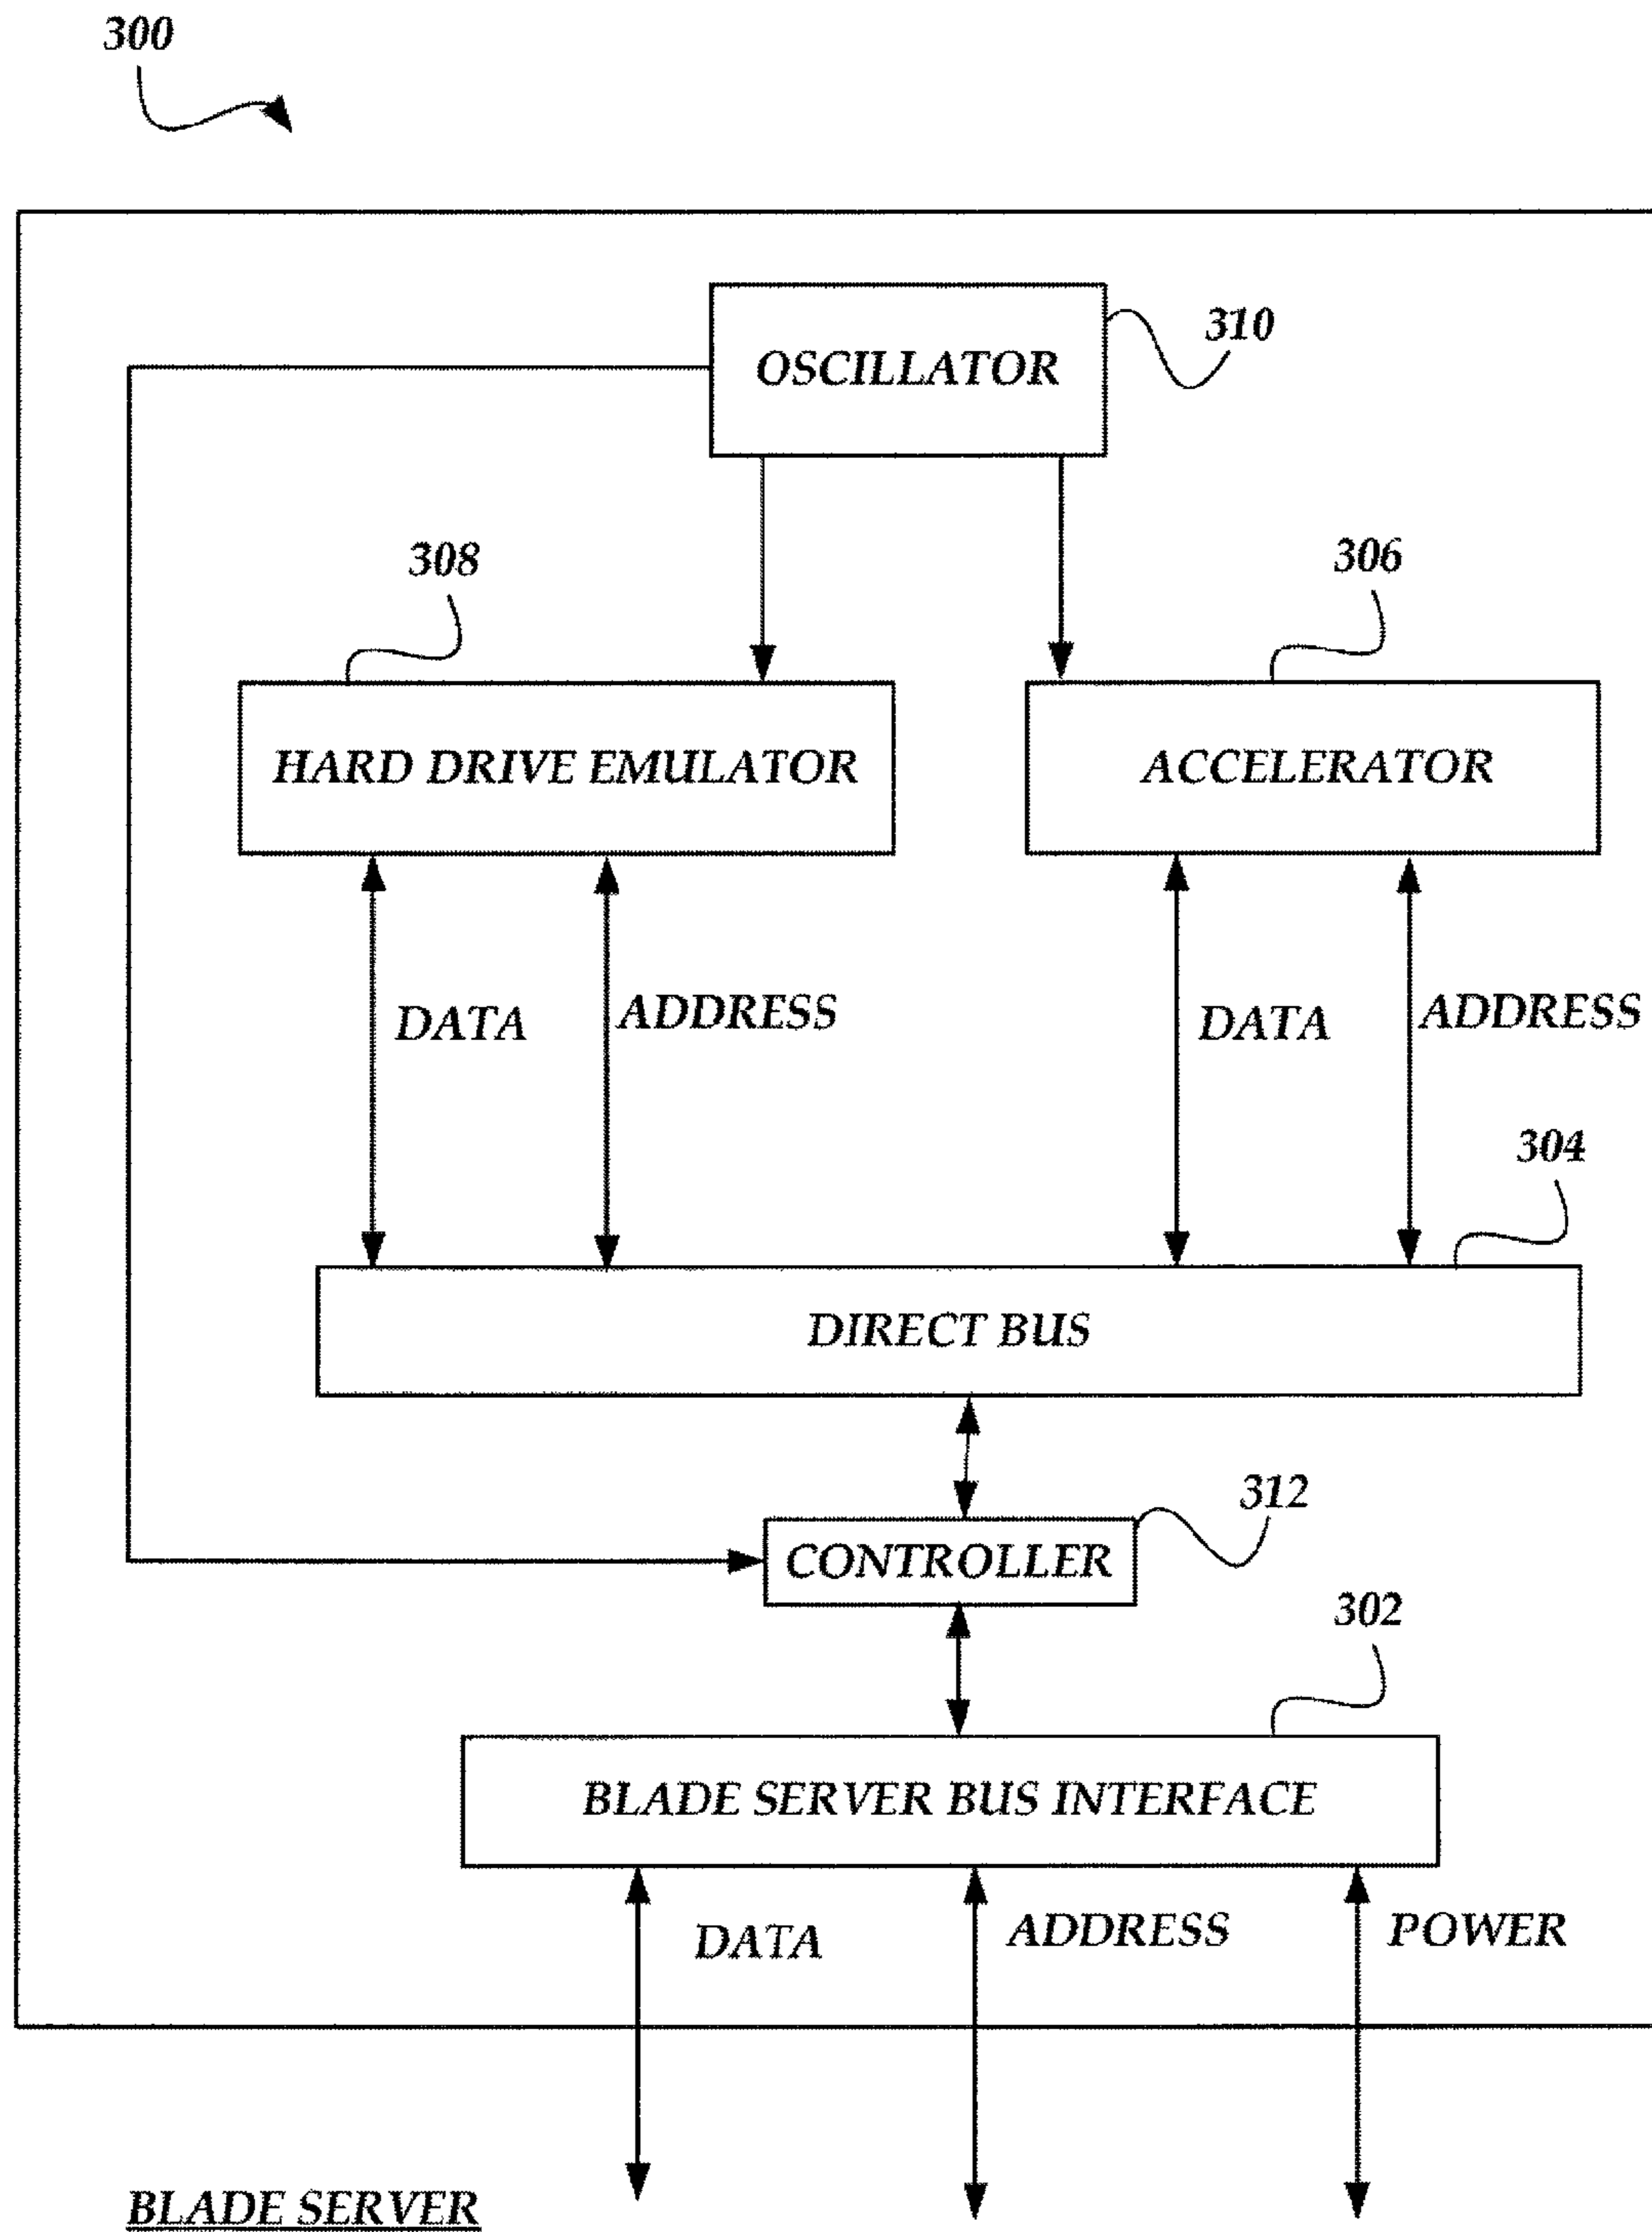 300
310
OSCILLATOR
308
306
HARD DRIVE EMULATOR
ACCELERATOR
DATA
ADDRESS
DATA
ADDRESS
304
DIRECT BUS
312
CONTROLLER
302
BLADE SERVER BUS INTERFACE
DATA
ADDRESS
POWER
BLADE SERVER